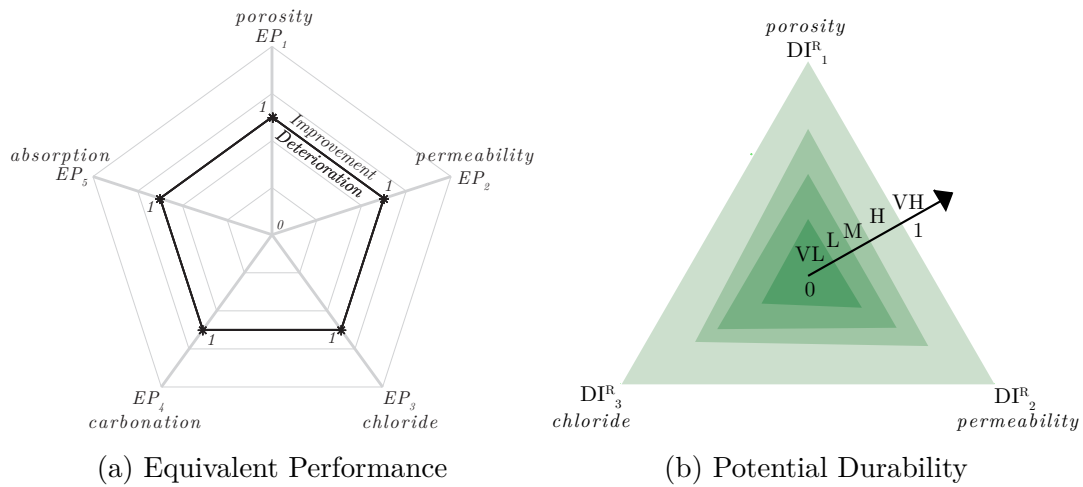 porosity
EP₁
1
Improvement
Deterioration
absorption
EP₅
permeability
EP₂
1
1
0
1
1
EP₄
carbonation
EP₃
chloride
(a) Equivalent Performance
porosity
DIᴿ₁
VH
H
M
L
VL
1
0
DIᴿ₃
chloride
DIᴿ₂
permeability
(b) Potential Durability